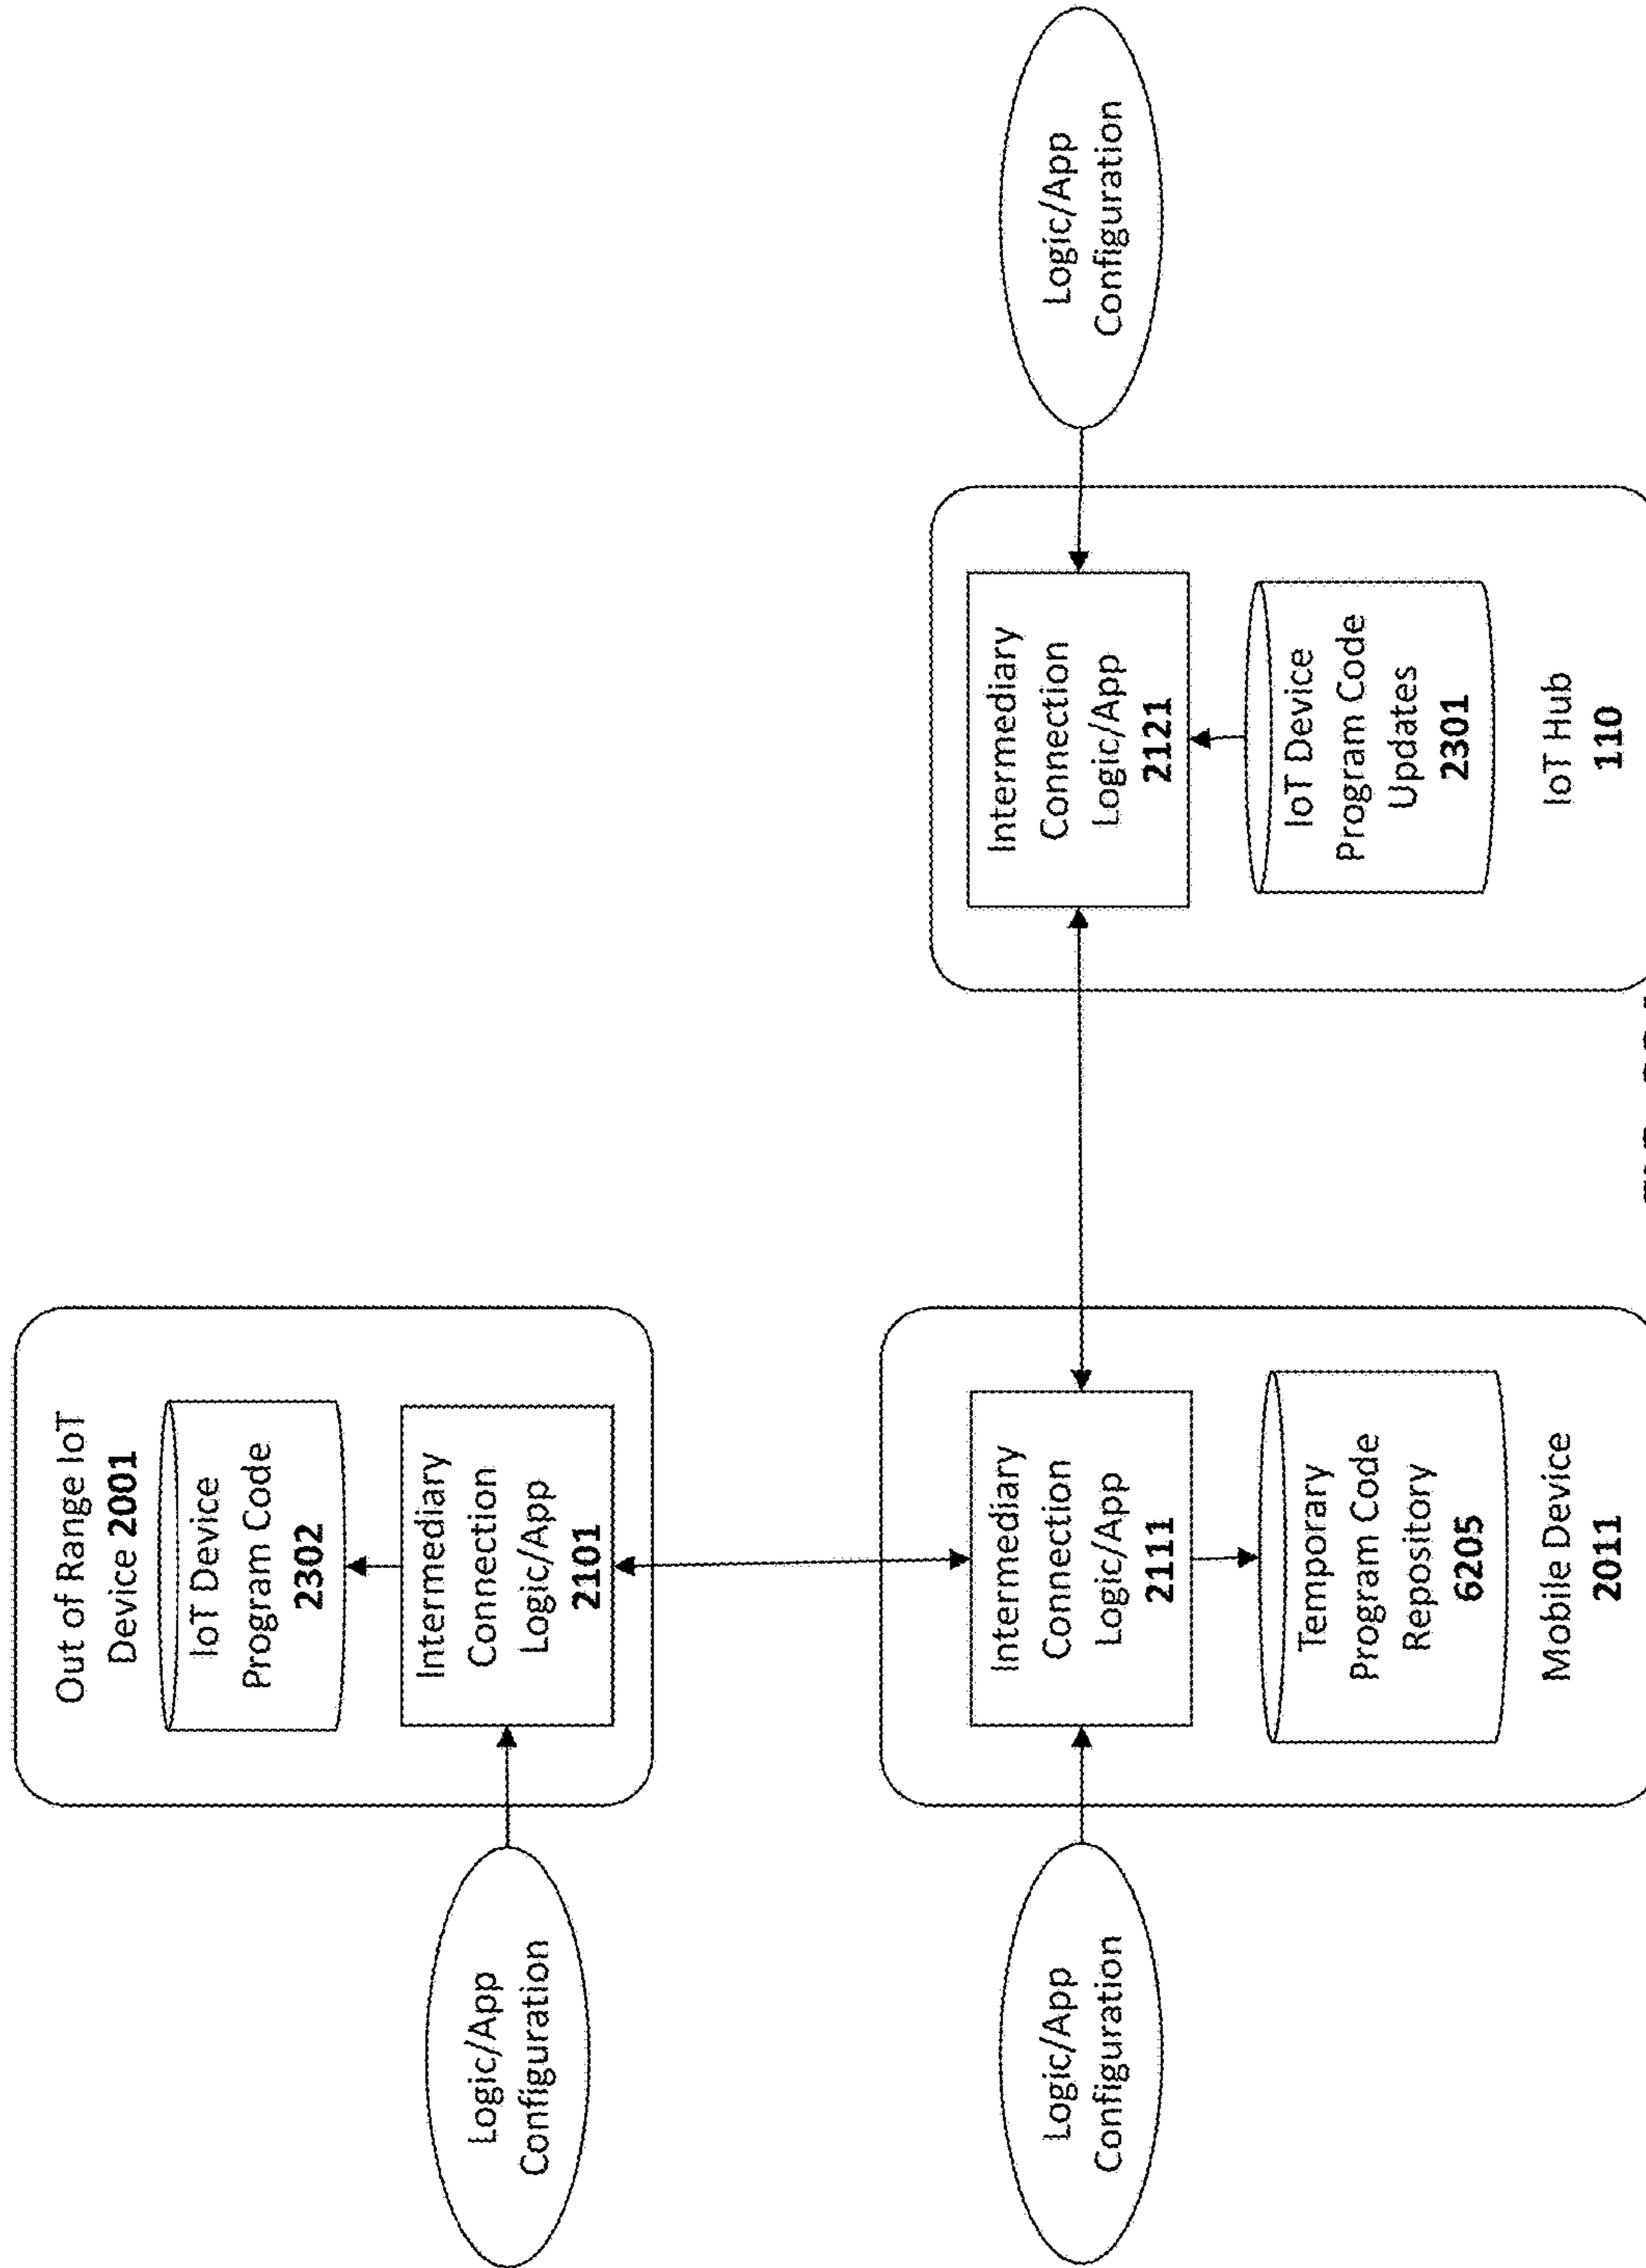 Out of Range IoT
Device 2001
IoT Device
Program Code
2302
Intermediary
Connection
Logic/App
2101
Logic/App
Configuration
Logic/App
Configuration
Intermediary
Connection
Logic/App
2111
Temporary
Program Code
Repository
6205
Mobile Device
2011
Intermediary
Connection
Logic/App
2121
IoT Device
Program Code
Updates
2301
IoT Hub
110
Logic/App
Configuration